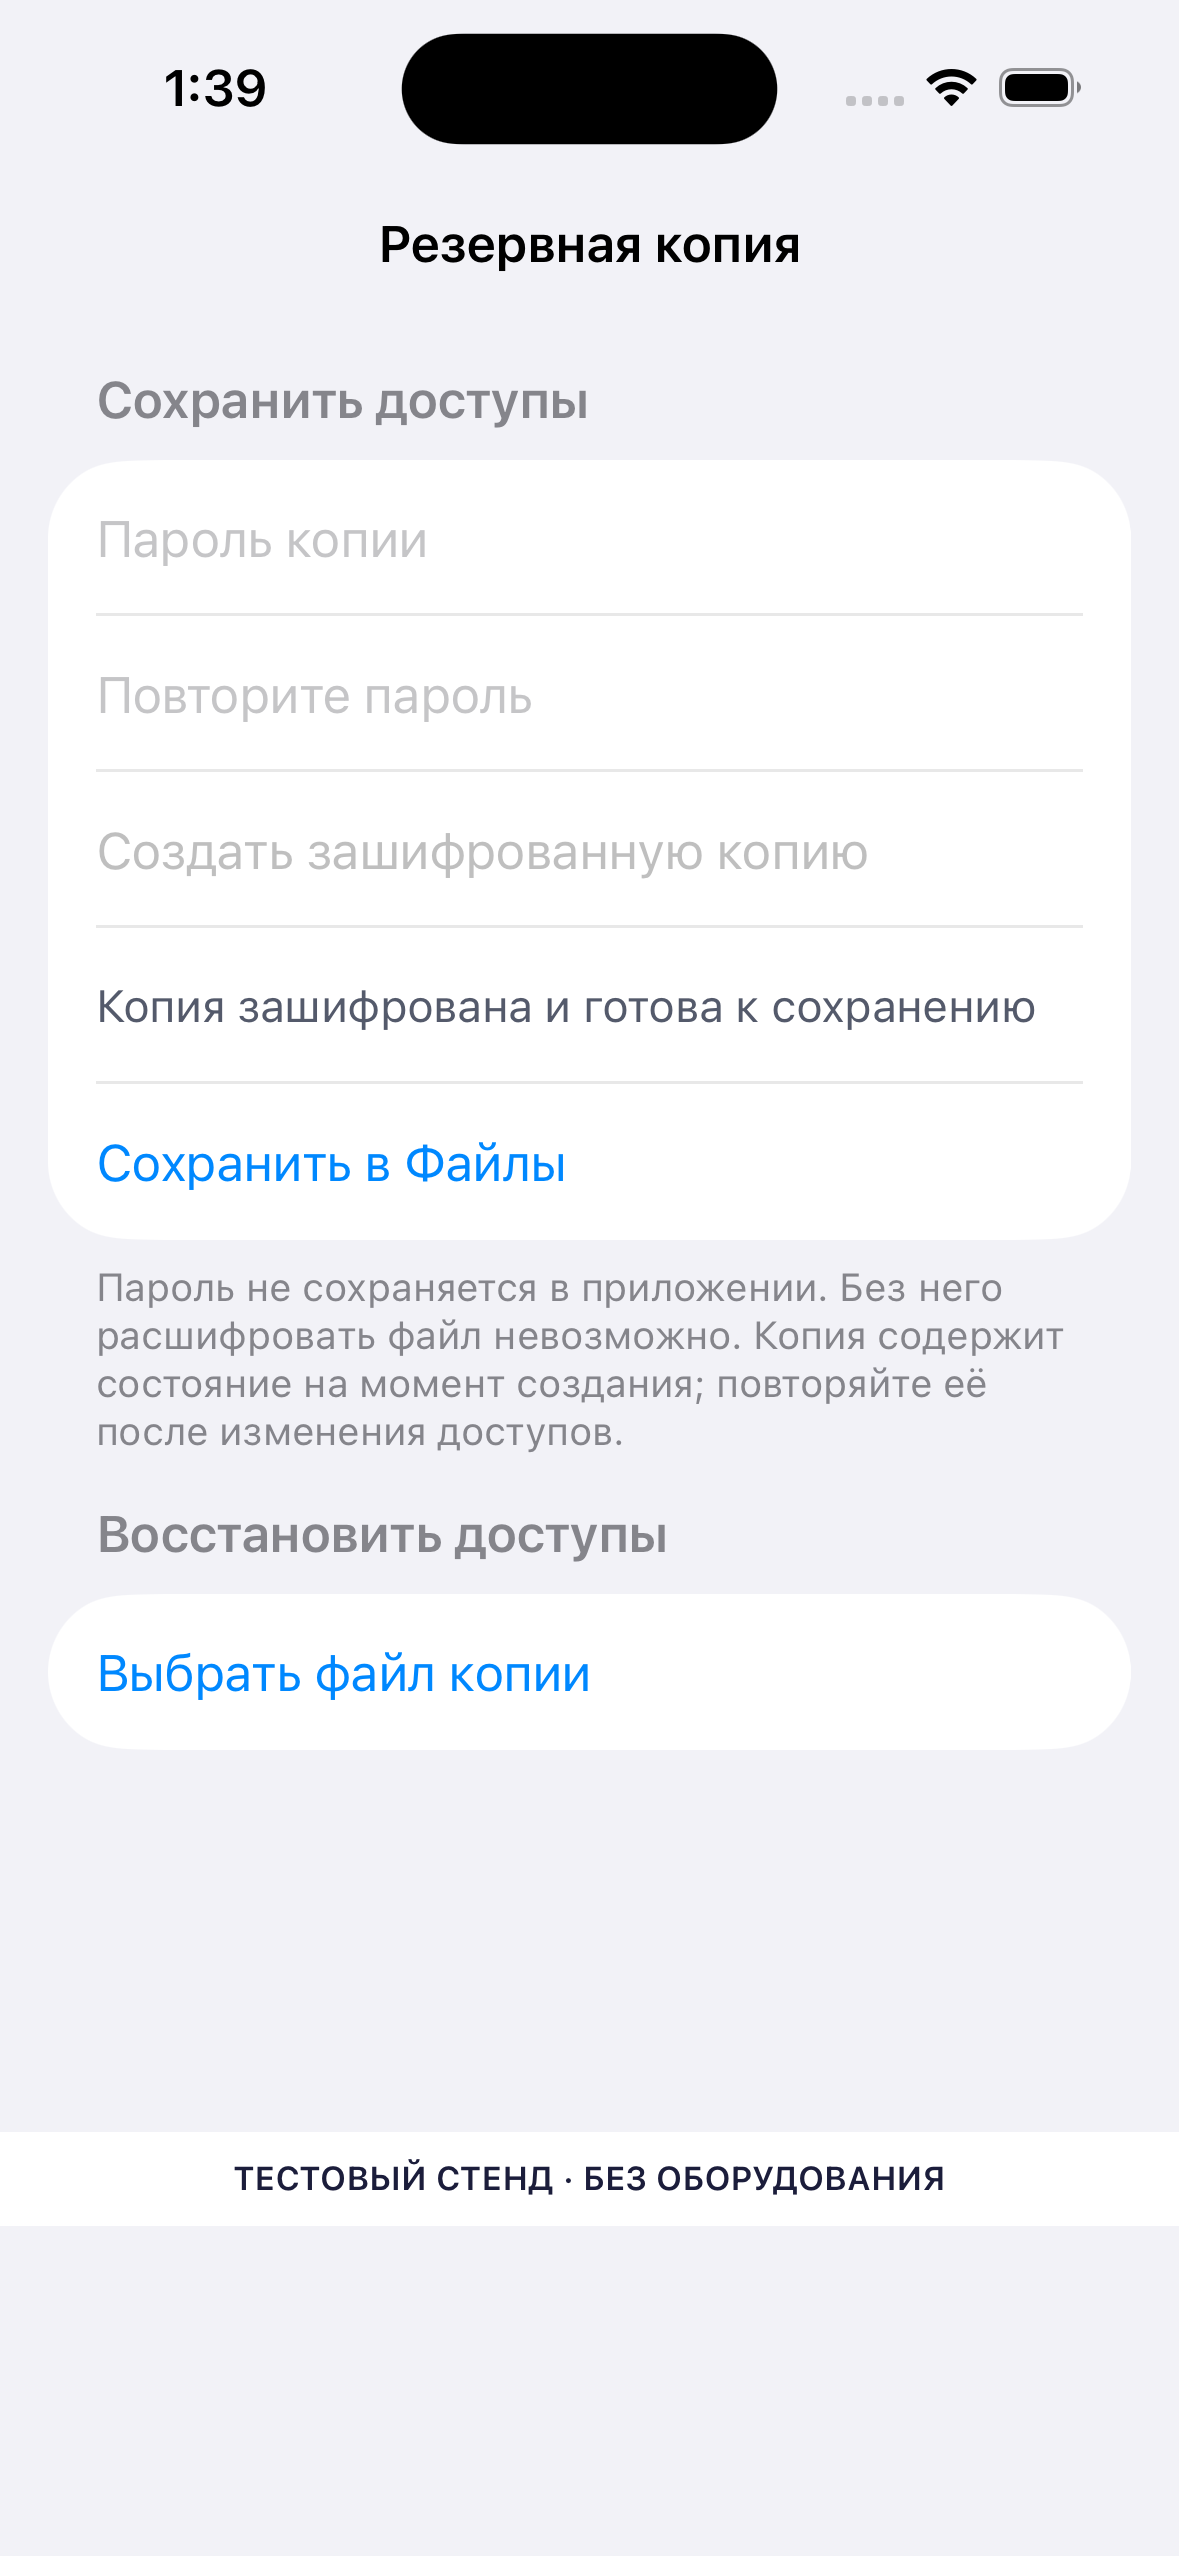 1:39
Резервная копия
Сохранить доступы
Пароль копии
Повторите пароль
Создать зашифрованную копию
Копия зашифрована и готова к сохранению
Сохранить в Файлы
Пароль не сохраняется в приложении. Без него
расшифровать файл невозможно. Копия содержит
состояние на момент создания; повторяйте её
после изменения доступов.
Восстановить доступы
Выбрать файл копии
ТЕСТОВЫЙ СТЕНД · БЕЗ ОБОРУДОВАНИЯ